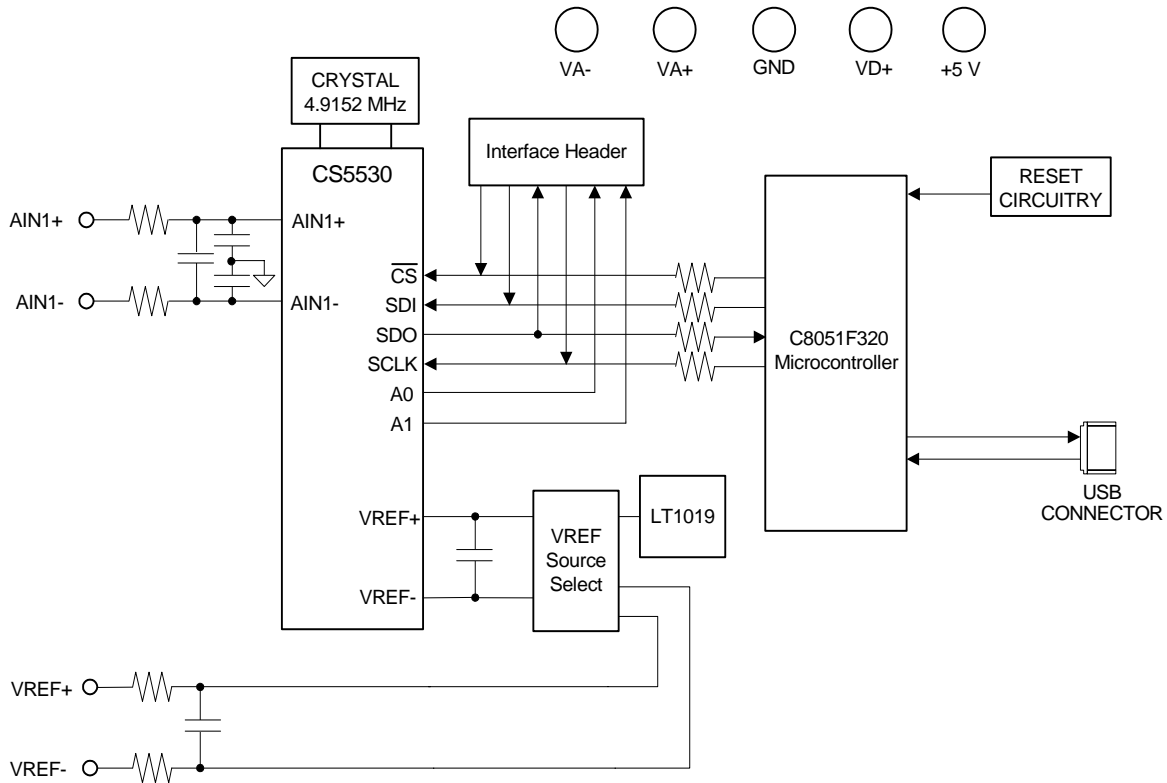 VA-
VA+
GND
VD+
+5 V
CRYSTAL
4.9152 MHz
Interface Header
CS5530
RESET
CIRCUITRY
AIN1+
AIN1+
AIN1-
AIN1-
CS
SDI
SDO
SCLK
A0
A1
C8051F320
Microcontroller
USB
CONNECTOR
VREF+
VREF-
VREF
Source
Select
LT1019
VREF+
VREF-